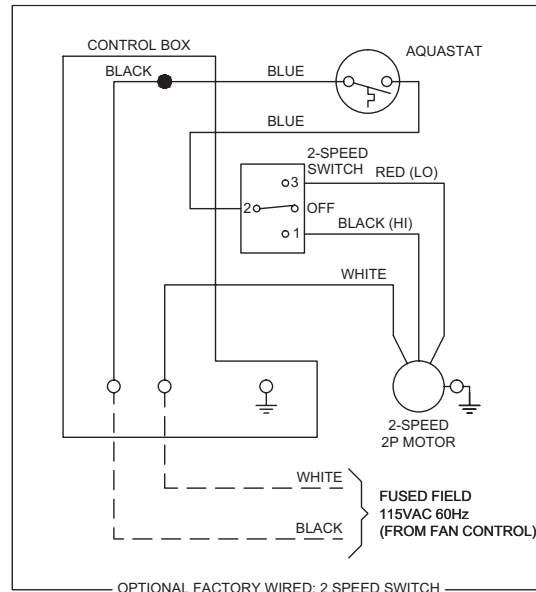 CONTROL BOX
AQUASTAT
BLACK
BLUE
BLUE
2-SPEED
SWITCH
RED (LO)
3
2
OFF
BLACK (HI)
1
WHITE
2-SPEED
2P MOTOR
WHITE
FUSED FIELD
115VAC 60Hz
(FROM FAN CONTROL)
BLACK
OPTIONAL FACTORY WIRED: 2 SPEED SWITCH